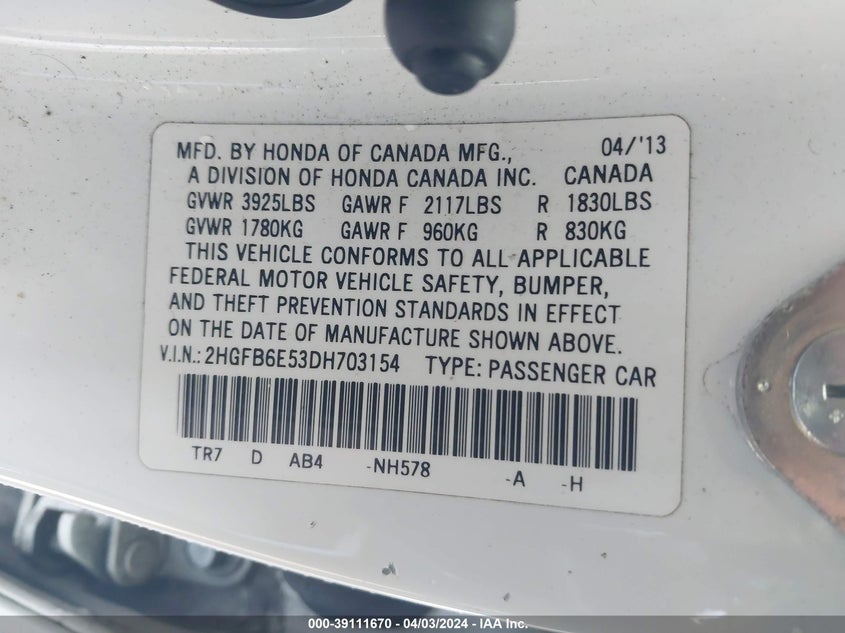 MFD. BY HONDA OF CANADA MFG., 04/'13
A DIVISION OF HONDA CANADA INC. CANADA
GVWR 3925LBS GAWR F 2117LBS R 1830LBS
GVWR 1780KG GAWR F 960KG R 830KG
THIS VEHICLE CONFORMS TO ALL APPLICABLE
FEDERAL MOTOR VEHICLE SAFETY, BUMPER,
AND THEFT PREVENTION STANDARDS IN EFFECT
ON THE DATE OF MANUFACTURE SHOWN ABOVE.
V.I.N.: 2HGFB6E53DH703154 TYPE: PASSENGER CAR
TR7 D AB4 -NH578 -A -H
000-39111670 - 04/03/2024 - IAA Inc.